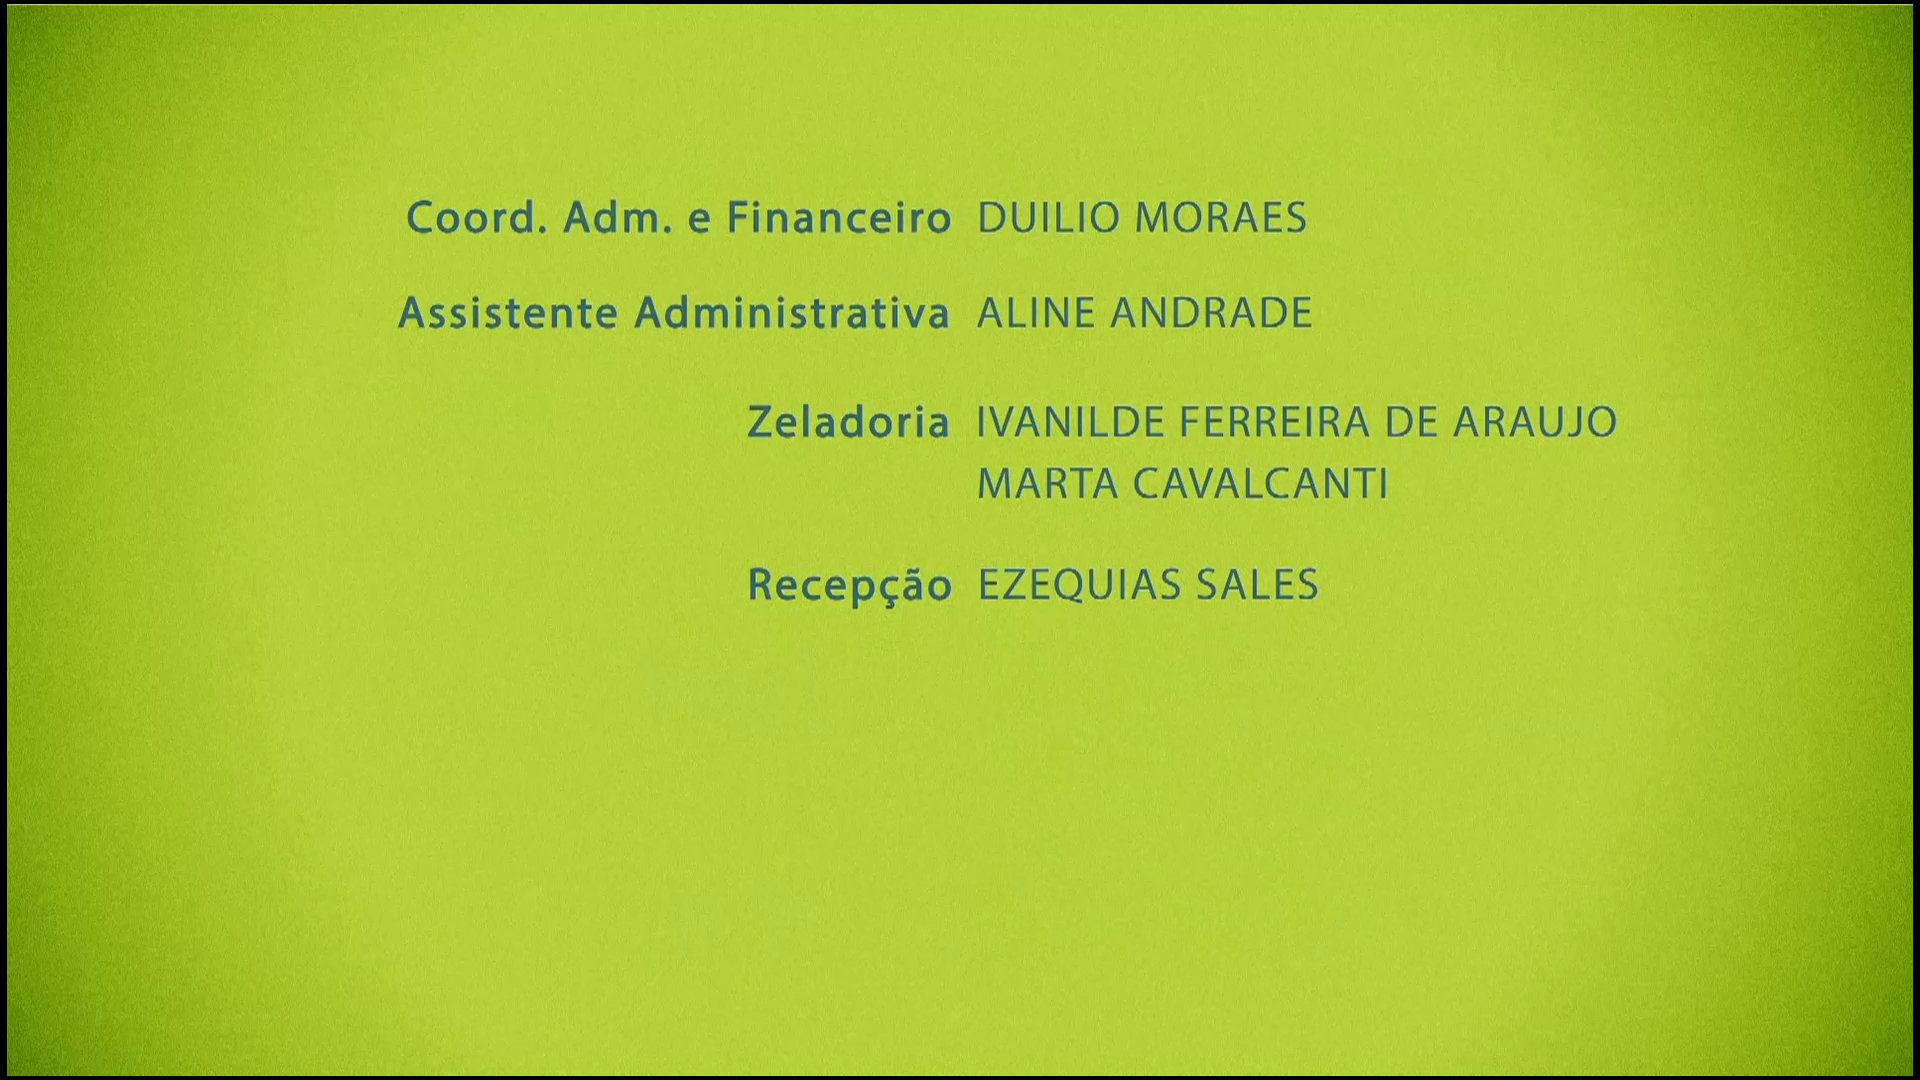 Coord. Adm. e Financeiro DUILIO MORAES
Assistente Administrativa ALINE ANDRADE
Zeladoria IVANILDE FERREIRA DE ARAUJO
MARTA CAVALCANTI
Recepção EZEQUIAS SALES